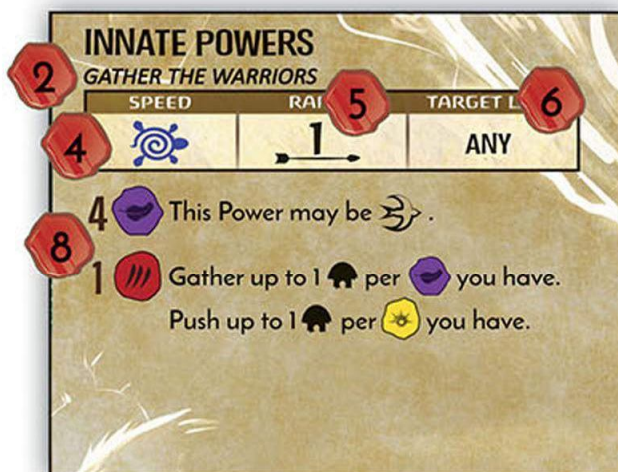 INNATE POWERS
2
GATHER THE WARRIORS
SPEED 5 TARGET L 6
4 1 ANY
4 This Power may be .
8
1 Gather up to 1 per you have.
Push up to 1 per you have.